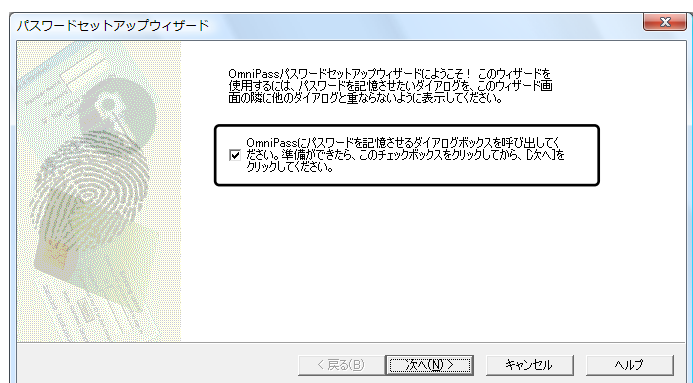 パスワードセットアップウィザード
OmniPassパスワードセットアップウィザードにようこそ！ このウィザードを
使用するには、パスワードを記憶させたいダイアログを、このウィザード画
面の隣に他のダイアログと重ならないように表示してください。
OmniPassにパスワードを記憶させるダイアログボックスを呼び出してく
ださい。準備ができたら、このチェックボックスをクリックしてから、[次へ]を
クリックしてください。
< 戻る(B)
次へ(N) >
キャンセル
ヘルプ